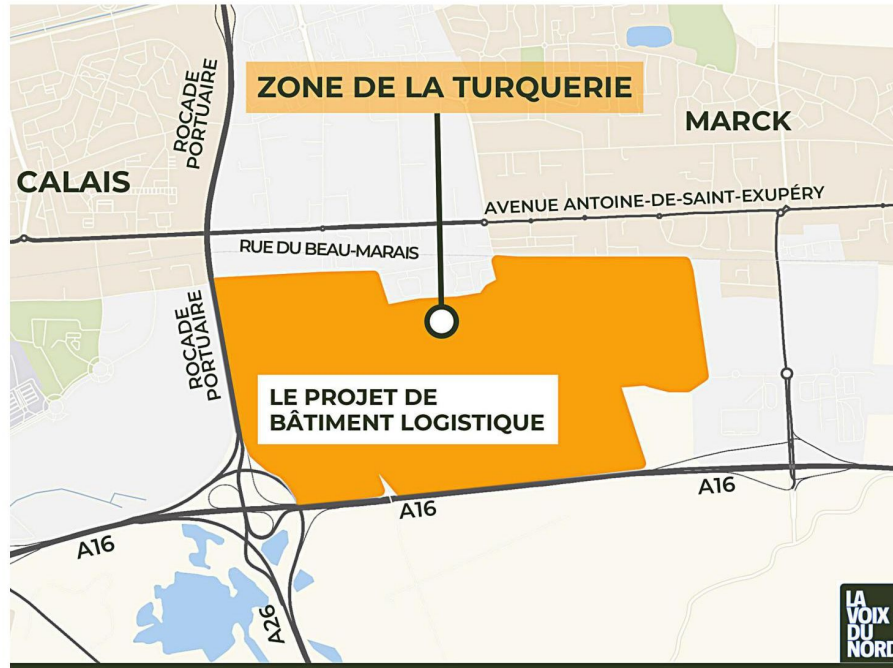 ZONE DE LA TURQUERIE
ROCADE
PORTUAIRE
MARCK
CALAIS
AVENUE ANTOINE-DE-SAINT-EXUPÉRY
RUE DU BEAU-MARAIS
ROCADE
PORTUAIRE
LE PROJET DE
BÂTIMENT LOGISTIQUE
A16
A16
A16
A26
LA
VOIX
DU
NORD